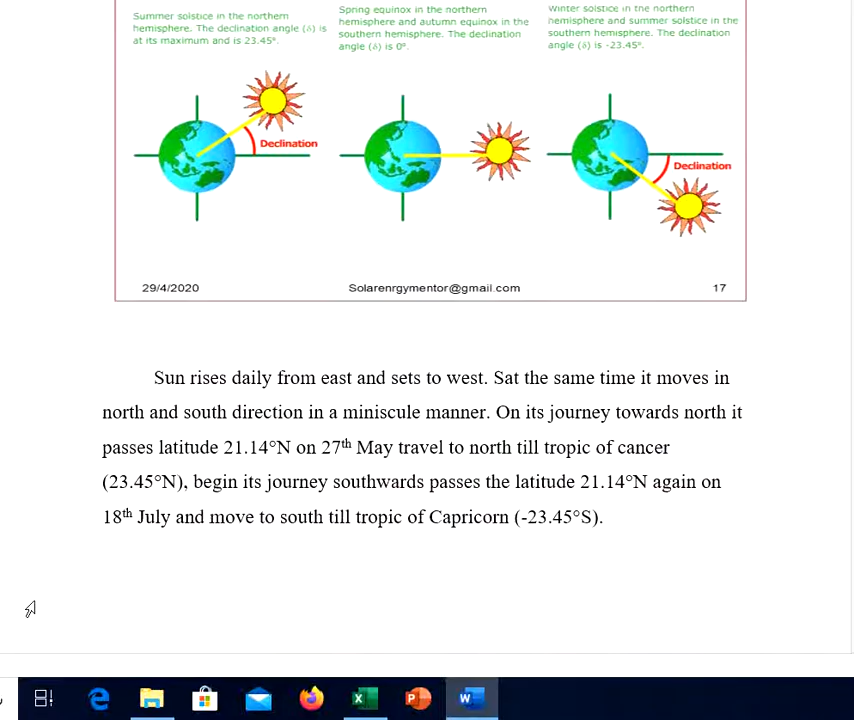 Summer solstice in the northern
hemisphere. The declination angle (δ) is
at its maximum and is 23.45°.
Spring equinox in the northern
hemisphere and autumn equinox in the
southern hemisphere. The declination
angle (δ) is 0°.
Winter solstice in the northern
hemisphere and summer solstice in the
southern hemisphere. The declination
angle (δ) is -23.45°.
Declination
Declination
29/4/2020
Solarenrgymentor@gmail.com
17
Sun rises daily from east and sets to west. Sat the same time it moves in
north and south direction in a miniscule manner. On its journey towards north it
passes latitude 21.14°N on 27th May travel to north till tropic of cancer
(23.45°N), begin its journey southwards passes the latitude 21.14°N again on
18th July and move to south till tropic of Capricorn (-23.45°S).